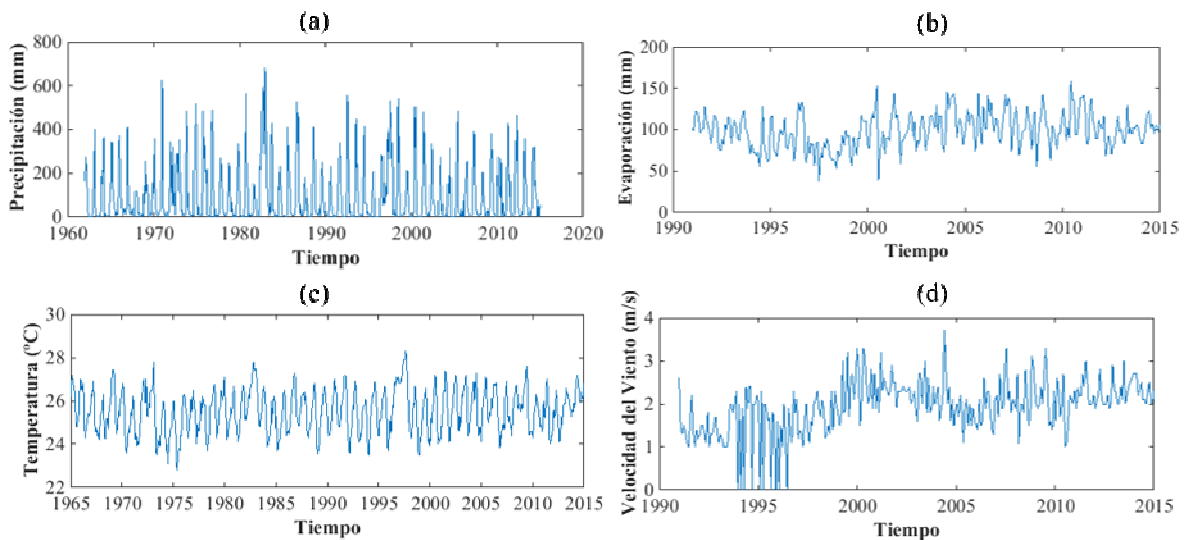 (a)
Precipitación (mm)
800
600
400
200
0
1960 1970 1980 1990 2000 2010 2020
Tiempo
(b)
Evaporación (mm)
200
150
100
50
0
1990 1995 2000 2005 2010 2015
Tiempo
(c)
Temperatura (ºC)
30
28
26
24
22
1965 1970 1975 1980 1985 1990 1995 2000 2005 2010 2015
Tiempo
(d)
Velocidad del Viento (m/s)
4
3
2
1
0
1990 1995 2000 2005 2010 2015
Tiempo